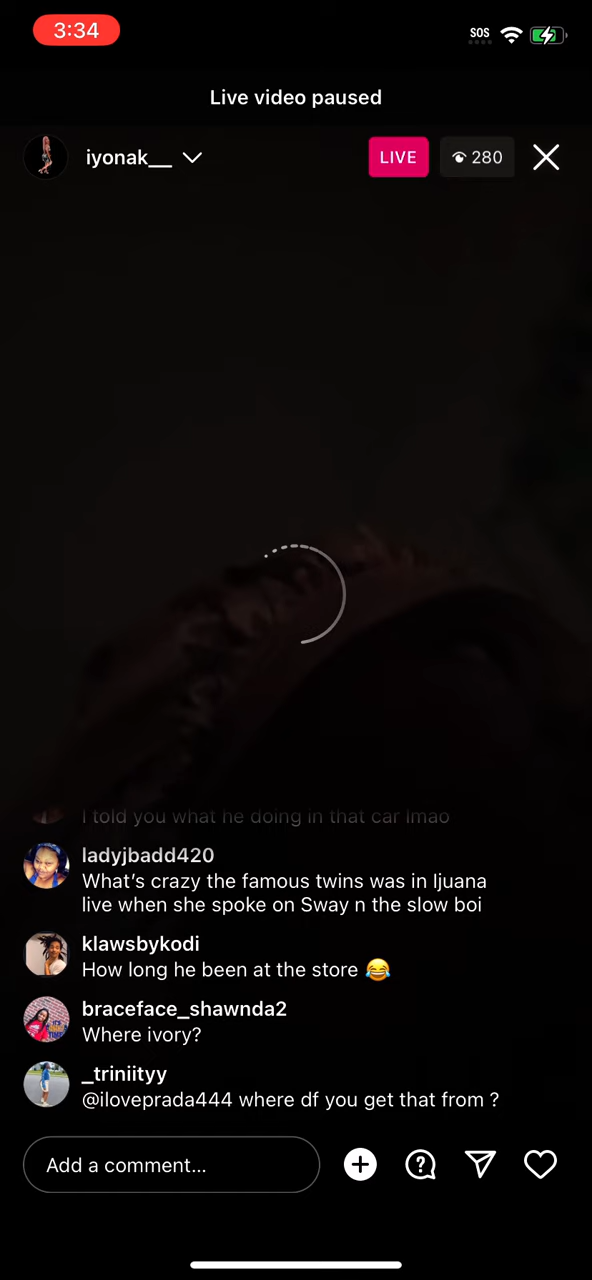 3:34
SOS
Live video paused
iyonak__
LIVE
280
I told you what he doing in that car lmao
ladyjbadd420
What's crazy the famous twins was in Ijuana
live when she spoke on Sway n the slow boi
klawsbykodi
How long he been at the store 😂
braceface_shawnda2
Where ivory?
_triniityy
@iloveprada444 where df you get that from ?
Add a comment...